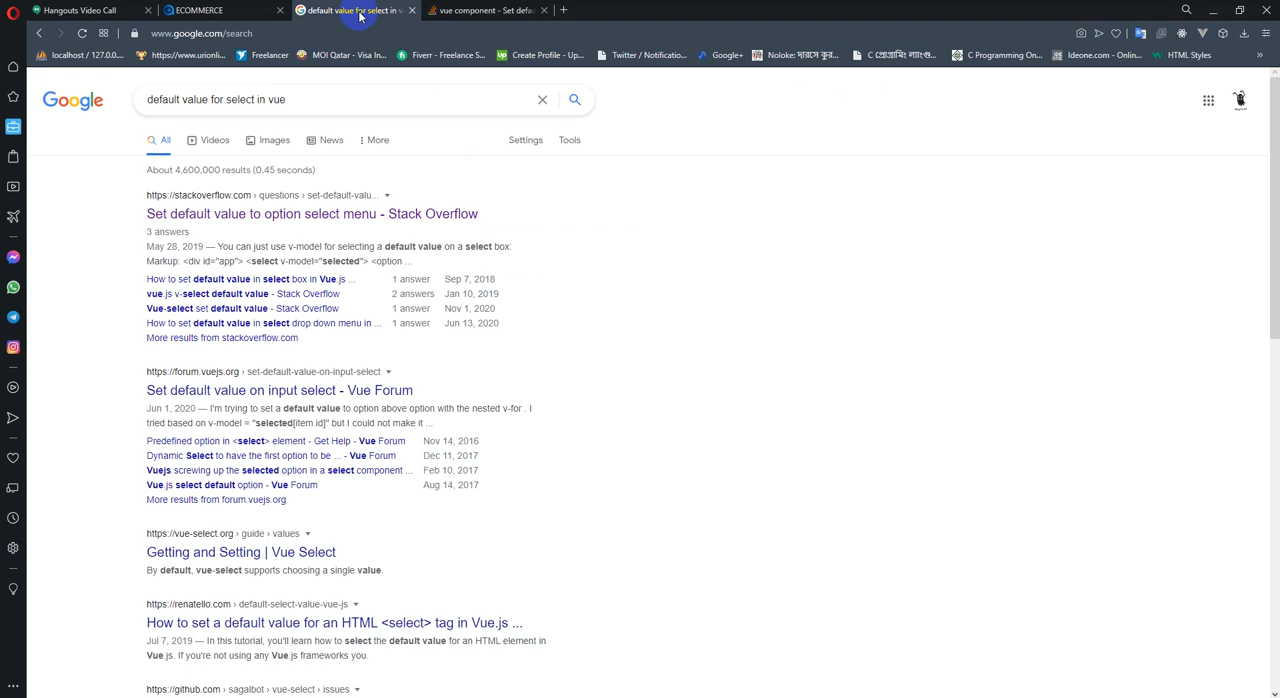 Hangouts Video Call
ECOMMERCE
default value for select in v
vue component - Set defau
www.google.com/search
localhost / 127.0.0....
https://www.urionli...
Freelancer
MOI Qatar - Visa In...
Fiverr - Freelance S...
Create Profile - Up...
Twitter / Notificatio...
Google+
Noloke: দারসে কুর...
C প্রোগ্রামিং ল্যাংগু...
C Programming On...
Ideone.com - Onlin...
HTML Styles
»
Google
default value for select in vue
All
Videos
Images
News
More
Settings
Tools
About 4,600,000 results (0.45 seconds)
https://stackoverflow.com › questions › set-default-valu...
Set default value to option select menu - Stack Overflow
3 answers
May 28, 2019 — You can just use v-model for selecting a default value on a select box:
Markup: <div id="app"> <select v-model="selected"> <option ...
How to set default value in select box in Vue.js ... 1 answer Sep 7, 2018
vue.js v-select default value - Stack Overflow 2 answers Jan 10, 2019
Vue-select set default value - Stack Overflow 1 answer Nov 1, 2020
How to set default value in select drop down menu in ... 1 answer Jun 13, 2020
More results from stackoverflow.com
https://forum.vuejs.org › set-default-value-on-input-select
Set default value on input select - Vue Forum
Jun 1, 2020 — I'm trying to set a default value to option above option with the nested v-for . I
tried based on v-model = "selected[item.id]" but I could not make it ...
Predefined option in <select> element - Get Help - Vue Forum Nov 14, 2016
Dynamic Select to have the first option to be ... - Vue Forum Dec 11, 2017
Vuejs screwing up the selected option in a select component ... Feb 10, 2017
Vue.js select default option - Vue Forum Aug 14, 2017
More results from forum.vuejs.org
https://vue-select.org › guide › values
Getting and Setting | Vue Select
By default, vue-select supports choosing a single value.
https://renatello.com › default-select-value-vue-js
How to set a default value for an HTML <select> tag in Vue.js ...
Jul 7, 2019 — In this tutorial, you'll learn how to select the default value for an HTML element in
Vue.js. If you're not using any Vue.js frameworks you.
https://github.com › sagalbot › vue-select › issues